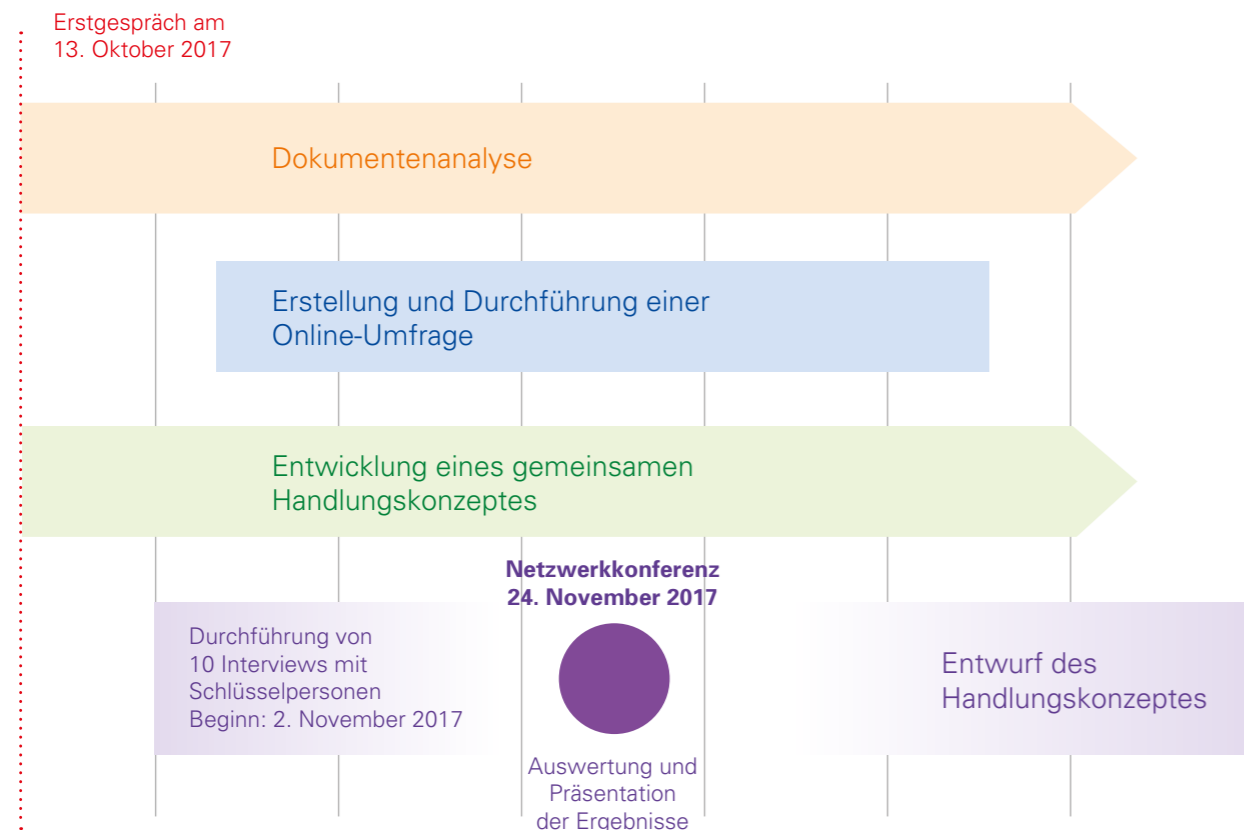 Erstgespräch am
13. Oktober 2017
Dokumentenanalyse
Erstellung und Durchführung einer
Online-Umfrage
Entwicklung eines gemeinsamen
Handlungskonzeptes
Netzwerkkonferenz
24. November 2017
Durchführung von
10 Interviews mit
Schlüsselpersonen
Beginn: 2. November 2017
Entwurf des
Handlungskonzeptes
Auswertung und
Präsentation
der Ergebnisse